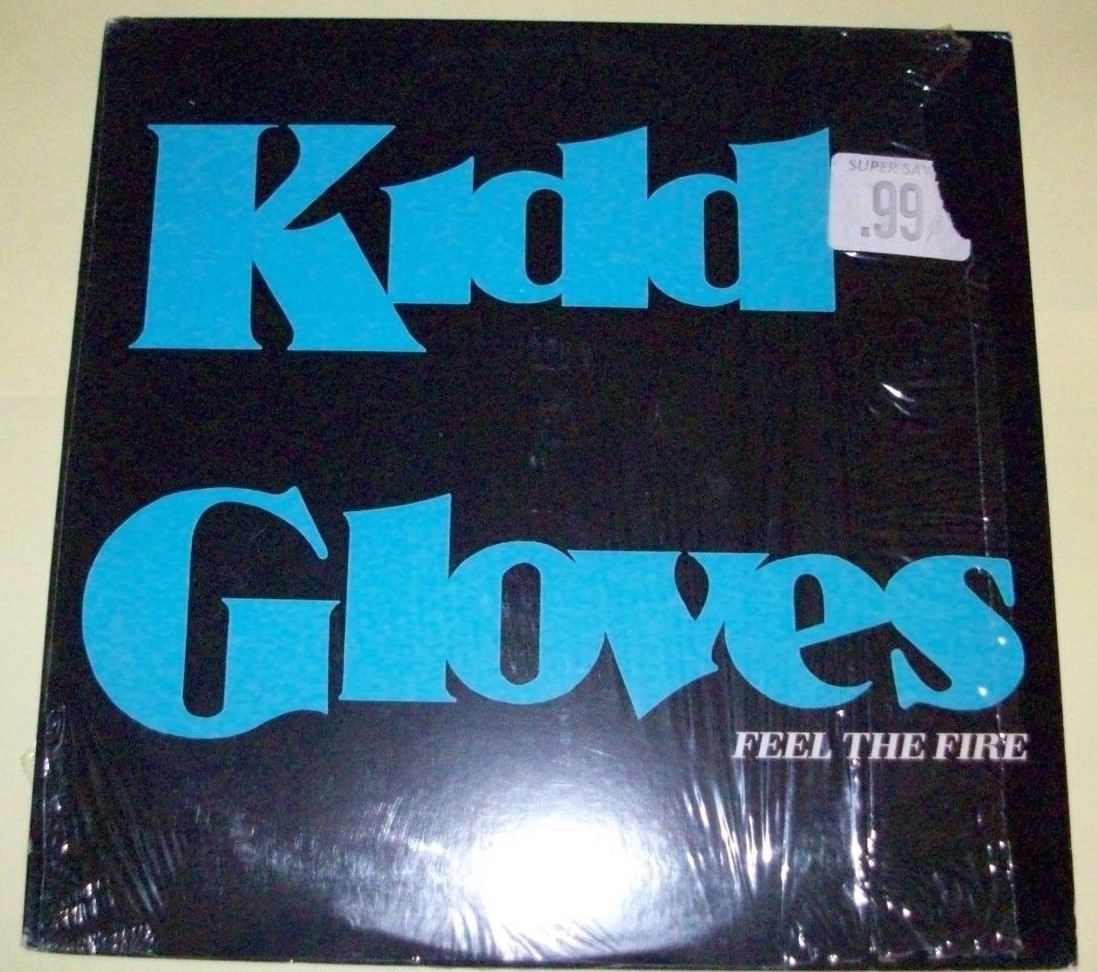 Kidd
SUPER SAV
.99¢
Gloves
FEEL THE FIRE